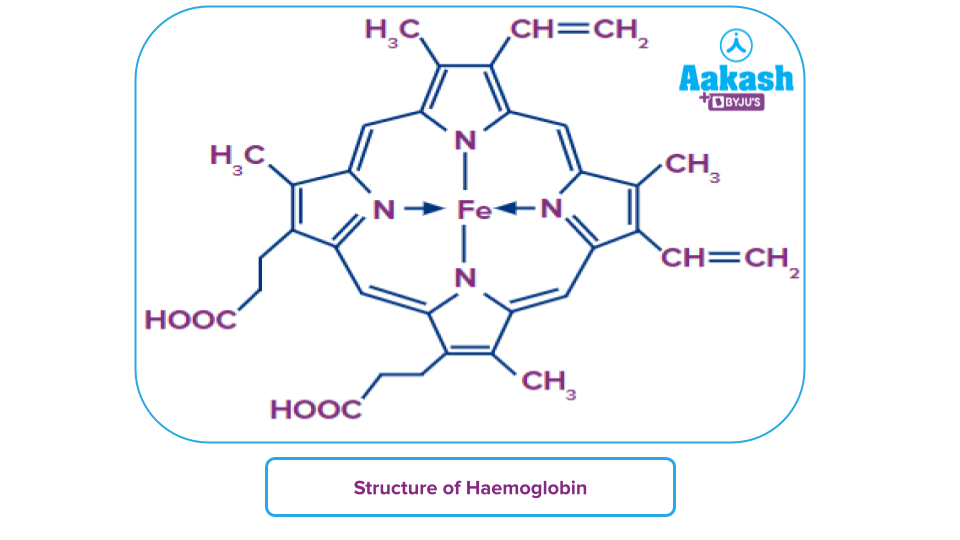 H₃C
CH=CH₂
Aakash
+BYJU'S
H₃C
N
CH₃
N
Fe
N
N
CH=CH₂
HOOC
CH₃
HOOC
Structure of Haemoglobin